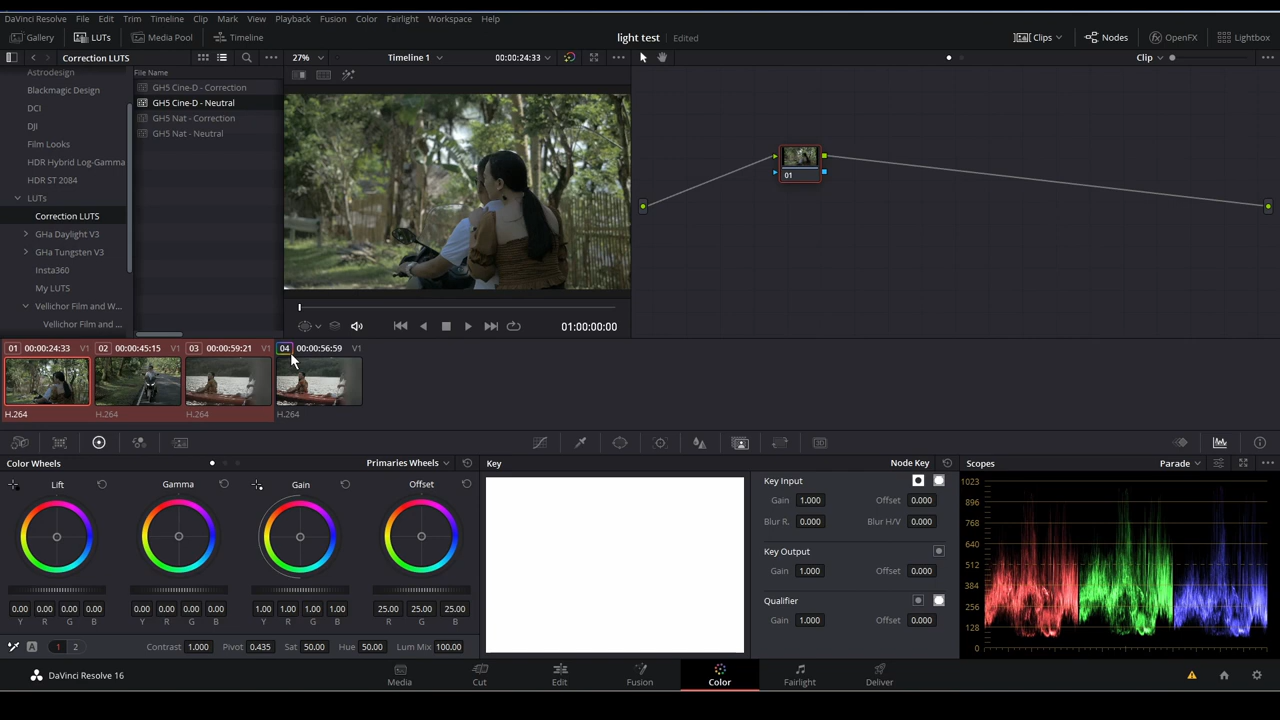 DaVinci Resolve File Edit Trim Timeline Clip Mark View Playback Fusion Color Fairlight Workspace Help
Gallery LUTs Media Pool Timeline light test Edited Clips Nodes OpenFX Lightbox
Correction LUTS 27% Timeline 1 00:00:24:33 Clip
File Name
Astrodesign
Blackmagic Design
DCI
DJI
Film Looks
HDR Hybrid Log-Gamma
HDR ST 2084
LUTs
Correction LUTS
GHa Daylight V3
GHa Tungsten V3
Insta360
My LUTS
Vellichor Film and W...
Vellichor Film and ...
GH5 Cine-D - Correction
GH5 Cine-D - Neutral
GH5 Nat - Correction
GH5 Nat - Neutral
01
01:00:00:00
01 00:00:24:33 V1 02 00:00:45:15 V1 03 00:00:59:21 V1 04 00:00:56:59 V1
H.264 H.264 H.264 H.264
Color Wheels Primaries Wheels
Lift Gamma Gain Offset
0.00 0.00 0.00 0.00 0.00 0.00 0.00 0.00 1.00 1.00 1.00 1.00 25.00 25.00 25.00
Y R G B Y R G B Y R G B R G B
A 1 2 Contrast 1.000 Pivot 0.435 Sat 50.00 Hue 50.00 Lum Mix 100.00
Key Node Key
Key Input
Gain 1.000 Offset 0.000
Blur R. 0.000 Blur H/V 0.000
Key Output
Gain 1.000 Offset 0.000
Qualifier
Gain 1.000 Offset 0.000
Scopes Parade
1023
896
768
640
512
384
256
128
0
DaVinci Resolve 16 Media Cut Edit Fusion Color Fairlight Deliver